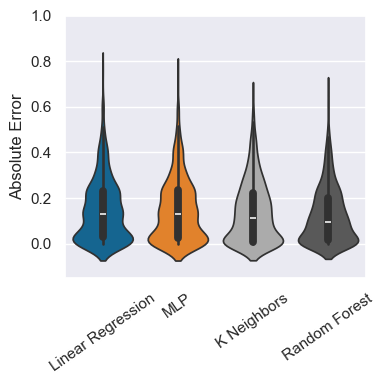 Absolute Error
1.0
0.8
0.6
0.4
0.2
0.0
Linear Regression
MLP
K Neighbors
Random Forest